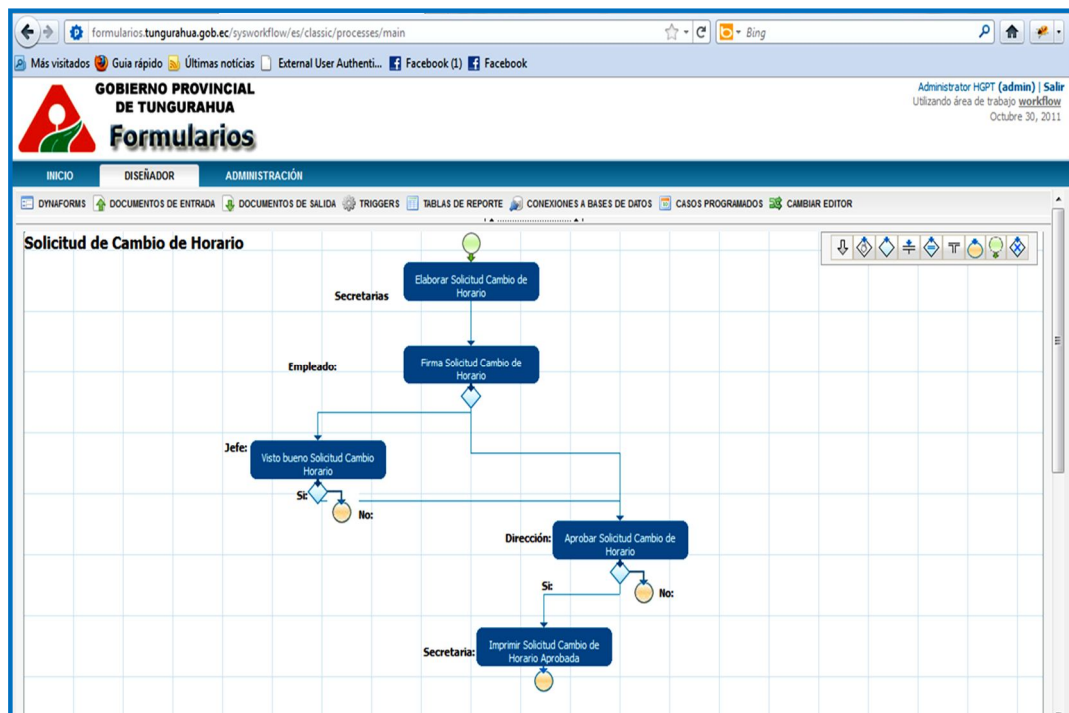 formularios.tungurahua.gob.ec/sysworkflow/es/classic/processes/main
Bing
Más visitados Guia rápido Últimas noticias External User Authenti... Facebook (1) Facebook
GOBIERNO PROVINCIAL
DE TUNGURAHUA
Formularios
Administrator HGPT (admin) | Salir
Utilizando área de trabajo workflow
Octubre 30, 2011
INICIO DISEÑADOR ADMINISTRACIÓN
DYNAFORMS DOCUMENTOS DE ENTRADA DOCUMENTOS DE SALIDA TRIGGERS TABLAS DE REPORTE CONEXIONES A BASES DE DATOS CASOS PROGRAMADOS CAMBIAR EDITOR
Solicitud de Cambio de Horario
Elaborar Solicitud Cambio de
Horario
Secretarias
Firma Solicitud Cambio de
Horario
Empleado:
Jefe:
Visto bueno Solicitud Cambio
Horario
Si:
No:
Dirección:
Aprobar Solicitud Cambio de
Horario
Si:
No:
Secretaria:
Imprimir Solicitud Cambio de
Horario Aprobada